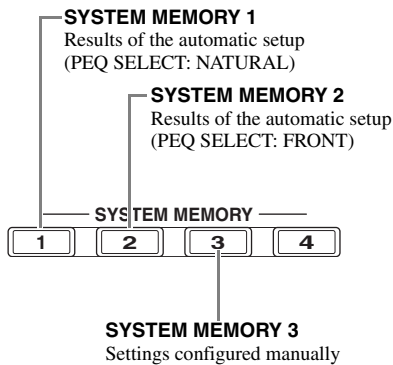 SYSTEM MEMORY 1
Results of the automatic setup
(PEQ SELECT: NATURAL)
SYSTEM MEMORY 2
Results of the automatic setup
(PEQ SELECT: FRONT)
SYSTEM MEMORY
1 2 3 4
SYSTEM MEMORY 3
Settings configured manually